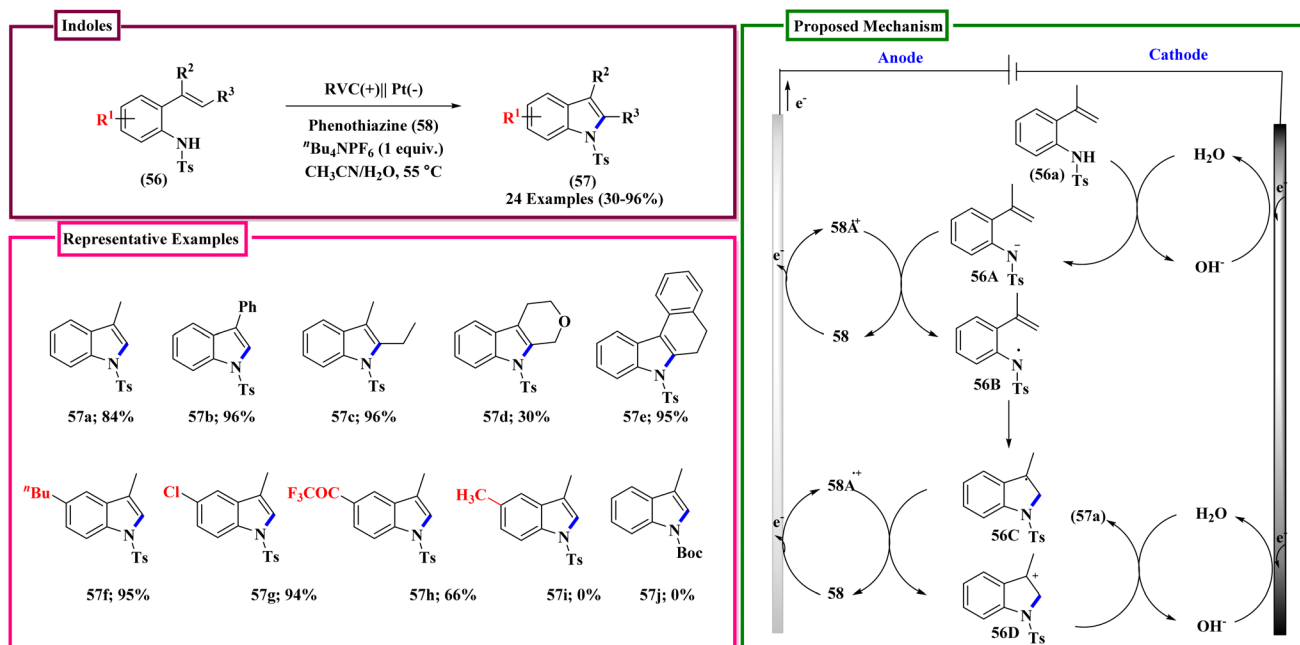 Indoles
R¹
R²
R³
NH
Ts
(56)
RVC(+)|| Pt(-)
Phenothiazine (58)
ⁿBu₄NPF₆ (1 equiv.)
CH₃CN/H₂O, 55 °C
R¹
R²
R³
N
Ts
(57)
24 Examples (30-96%)
Representative Examples
N
Ts
57a; 84%
Ph
N
Ts
57b; 96%
N
Ts
57c; 96%
O
N
Ts
57d; 30%
N
Ts
57e; 95%
ⁿBu
N
Ts
57f; 95%
Cl
N
Ts
57g; 94%
F₃COC
N
Ts
57h; 66%
H₃C
N
Ts
57i; 0%
N
Boc
57j; 0%
Proposed Mechanism
Anode
Cathode
e⁻
NH
(56a)
Ts
H₂O
e⁻
OH⁻
58A·⁺
e⁻
58
N⁻
56A
Ts
N·
56B
Ts
58A·⁺
e⁻
58
N
56C
Ts
+
N
56D
Ts
(57a)
H₂O
e⁻
OH⁻